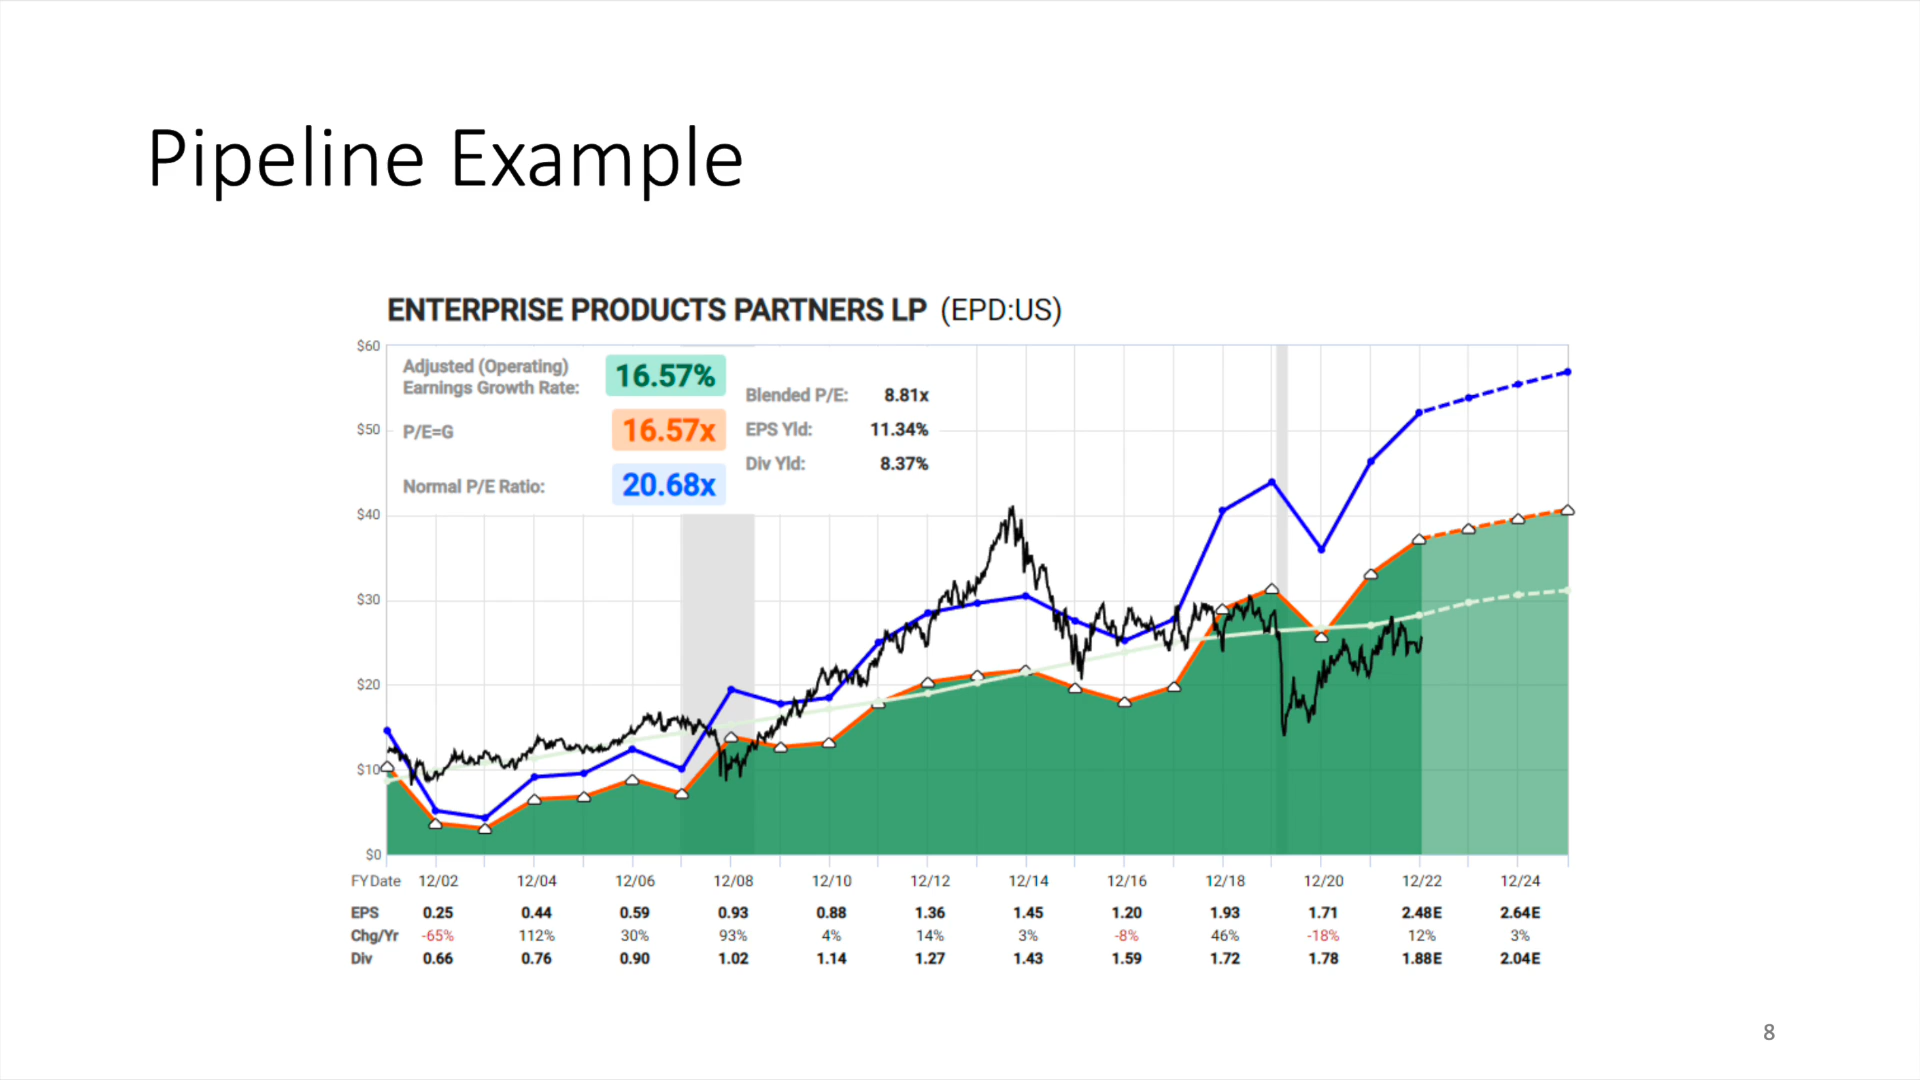 Pipeline Example
ENTERPRISE PRODUCTS PARTNERS LP (EPD:US)
Adjusted (Operating)
Earnings Growth Rate: 16.57%
P/E=G 16.57x
Normal P/E Ratio: 20.68x
Blended P/E: 8.81x
EPS Yld: 11.34%
Div Yld: 8.37%
$60
$50
$40
$30
$20
$10
$0
FY Date 12/02 12/04 12/06 12/08 12/10 12/12 12/14 12/16 12/18 12/20 12/22 12/24
EPS 0.25 0.44 0.59 0.93 0.88 1.36 1.45 1.20 1.93 1.71 2.48E 2.64E
Chg/Yr -65% 112% 30% 93% 4% 14% 3% -8% 46% -18% 12% 3%
Div 0.66 0.76 0.90 1.02 1.14 1.27 1.43 1.59 1.72 1.78 1.88E 2.04E
8